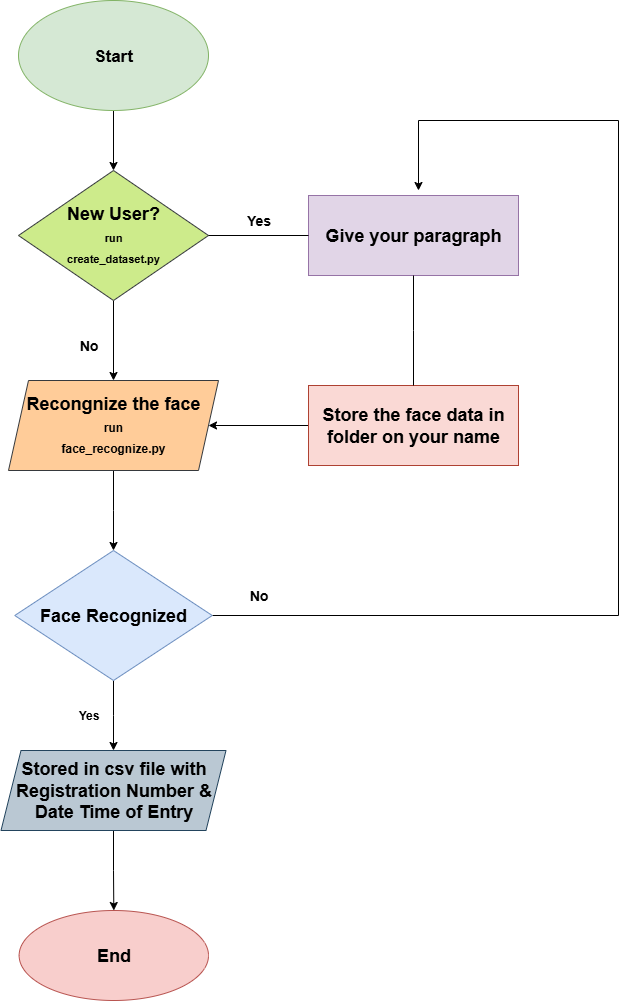 Start
New User?
run
create_dataset.py
Yes
Give your paragraph
No
Recongnize the face
run
face_recognize.py
Store the face data in
folder on your name
Face Recognized
No
Yes
Stored in csv file with
Registration Number &
Date Time of Entry
End